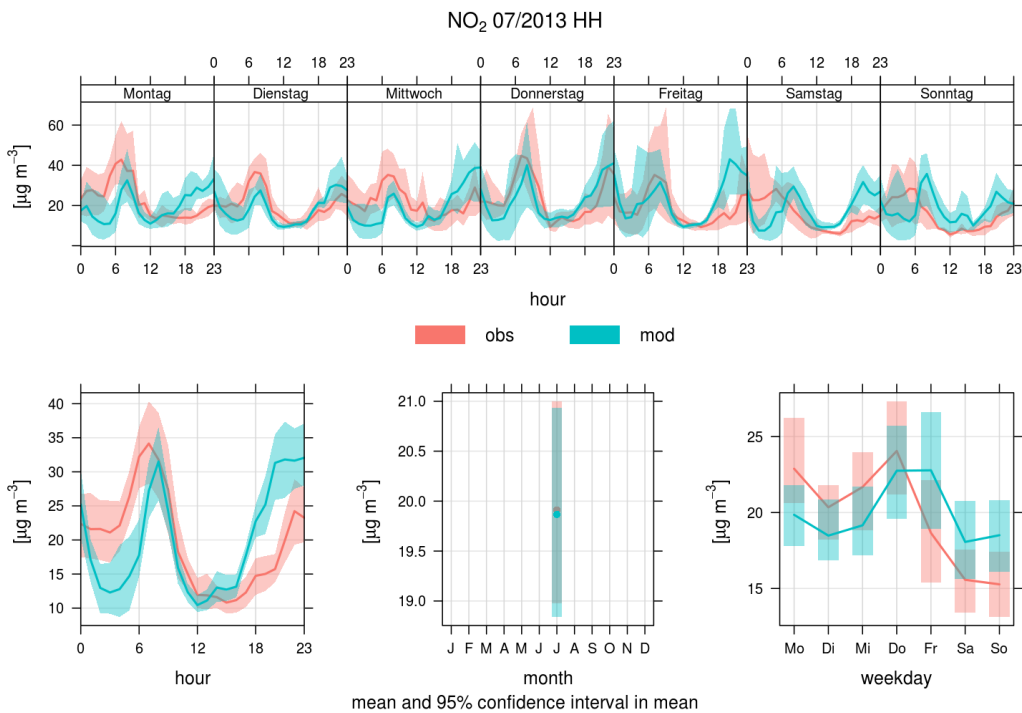 NO2 07/2013 HH
0 6 12 18 23 0 6 12 18 23 0 6 12 18 23
Montag Dienstag Mittwoch Donnerstag Freitag Samstag Sonntag
[µg m−3]
60
40
20
0 6 12 18 23 0 6 12 18 23 0 6 12 18 23 0 6 12 18 23
hour
obs mod
[µg m−3]
40
35
30
25
20
15
10
0 6 12 18 23
hour
[µg m−3]
21.0
20.5
20.0
19.5
19.0
J F M A M J J A S O N D
month
[µg m−3]
25
20
15
Mo Di Mi Do Fr Sa So
weekday
mean and 95% confidence interval in mean